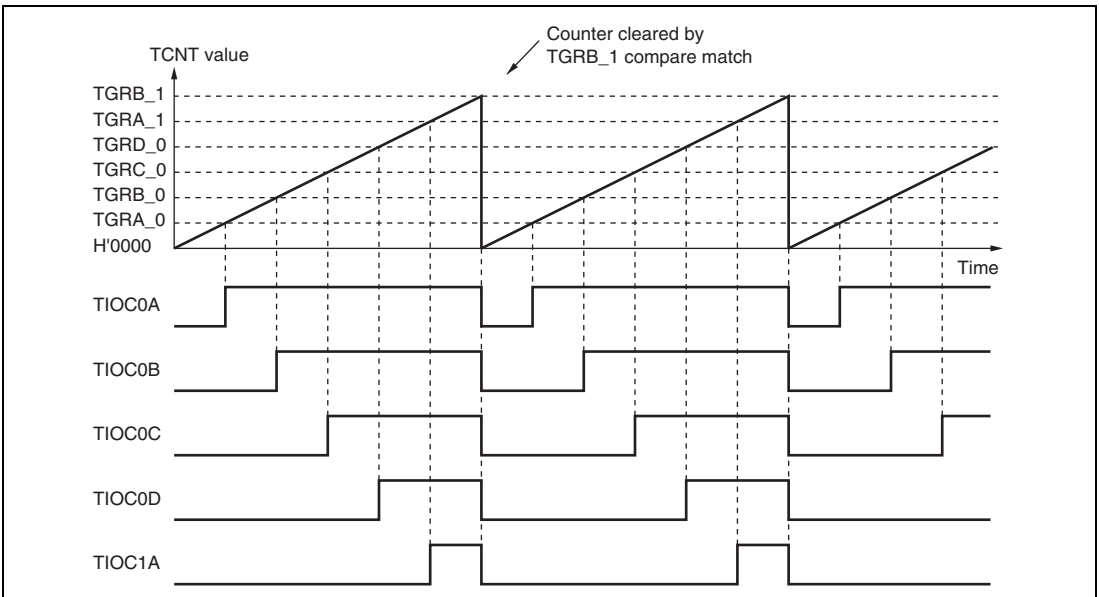 Counter cleared by
TGRB_1 compare match
TCNT value
TGRB_1
TGRA_1
TGRD_0
TGRC_0
TGRB_0
TGRA_0
H'0000
Time
TIOC0A
TIOC0B
TIOC0C
TIOC0D
TIOC1A